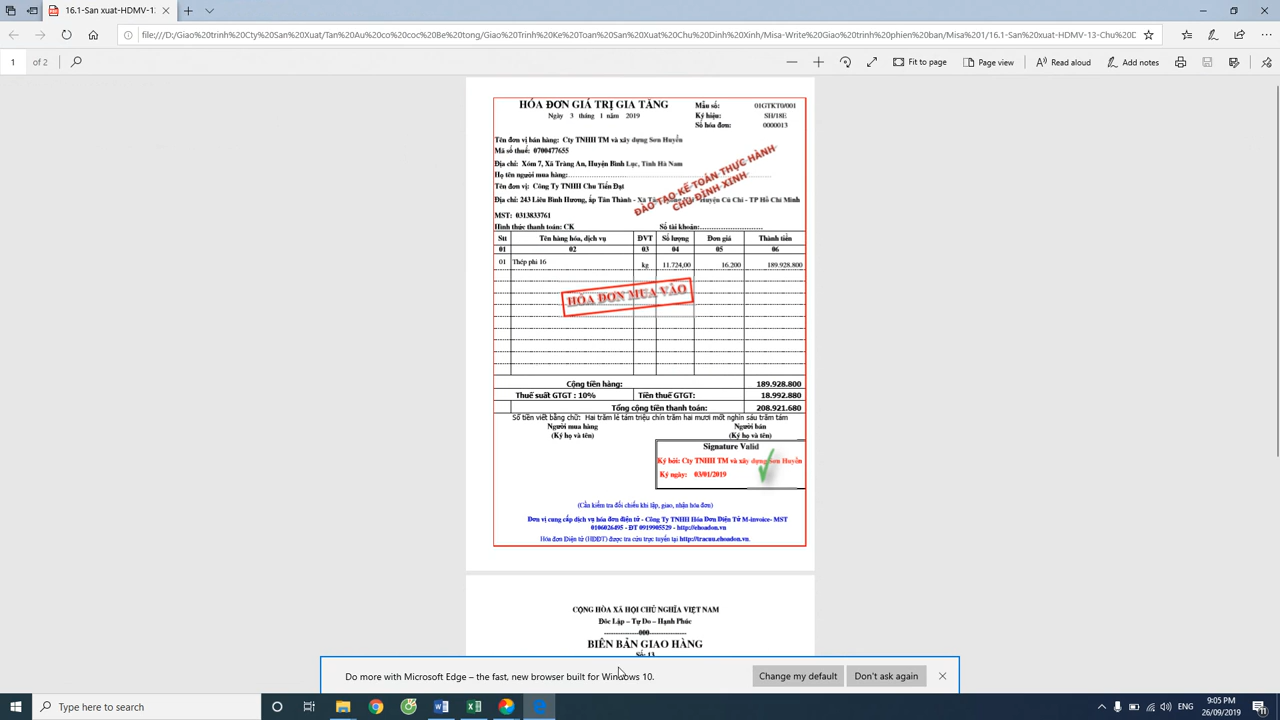 16.1-San-xuat-HDMV-1
file:///D:/Giao%20trinh%20Cty%20San%20Xuat/Tan%20Au%20co%20coc%20Be%20tong/Giao%20Trinh%20Ke%20Toan%20San%20Xuat%20Chu%20Dinh%20Xinh/Misa-Write%20Giao%20trinh%20phien%20ban/Misa%201/16.1-San%20xuat-HDMV-13-Chu%20D
1 of 2
Fit to page
Page view
Read aloud
Add notes
HÓA ĐƠN GIÁ TRỊ GIA TĂNG
Mẫu số: 01GTKT0/001
Ngày 3 tháng 1 năm 2019
Ký hiệu: SH/18E
Số hóa đơn: 0000013
Tên đơn vị bán hàng: Cty TNHH TM và xây dựng Sơn Huyền
Mã số thuế: 0700477655
Địa chỉ: Xóm 7, Xã Tràng An, Huyện Bình Lục, Tỉnh Hà Nam
Họ tên người mua hàng:
ĐÀO TẠO KẾ TOÁN THỰC HÀNH
CHU ĐÌNH XINH
Tên đơn vị: Công Ty TNHH Chu Tiến Đạt
Địa chỉ: 243 Liêu Bình Hương, ấp Tân Thành - Xã Huyện Củ Chi - TP Hồ Chí Minh
MST: 0313833761
Hình thức thanh toán: CK
Số tài khoản:
Stt Tên hàng hóa, dịch vụ ĐVT Số lượng Đơn giá Thành tiền
01 02 03 04 05 06
01 Thép phi 16 kg 11.724,00 16.200 189.928.800
HÓA ĐƠN MUA VÀO
Cộng tiền hàng: 189.928.800
Thuế suất GTGT : 10% Tiền thuế GTGT: 18.992.880
Tổng cộng tiền thanh toán: 208.921.680
Số tiền viết bằng chữ: Hai trăm lẻ tám triệu chín trăm hai mươi mốt nghìn sáu trăm tám
Người mua hàng Người bán
(Ký họ và tên) (Ký họ và tên)
Signature Valid
Ký bởi: Cty TNHH TM và xây dựng Sơn Huyền
Ký ngày: 03/01/2019
(Cần kiểm tra đối chiếu khi lập, giao, nhận hóa đơn)
Đơn vị cung cấp dịch vụ hóa đơn điện tử - Công Ty TNHH Hóa Đơn Điện Tử M-invoice- MST
0106026495 - ĐT 0919905529 - http://ehoadon.vn
Hóa đơn Điện tử (HĐĐT) được tra cứu trực tuyến tại http://tracuu.ehoadon.vn.
CỘNG HÒA XÃ HỘI CHỦ NGHĨA VIỆT NAM
Độc Lập – Tự Do – Hạnh Phúc
---------------000---------------
BIÊN BẢN GIAO HÀNG
Số: 13
Do more with Microsoft Edge – the fast, new browser built for Windows 10.
Change my default
Don't ask again
Type here to search
ENG
9:05 PM
26/09/2019